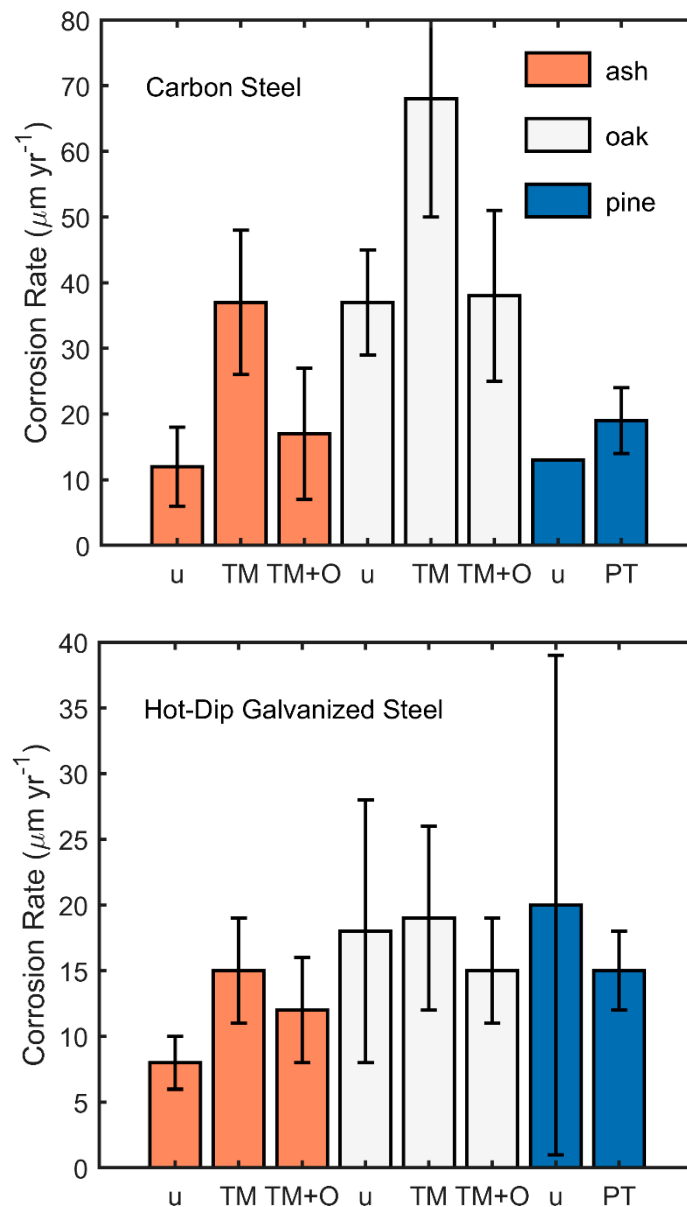 80
70
60
50
40
30
20
10
0
Corrosion Rate (μm yr⁻¹)
Carbon Steel
ash
oak
pine
u TM TM+O u TM TM+O u PT
40
35
30
25
20
15
10
5
0
Corrosion Rate (μm yr⁻¹)
Hot-Dip Galvanized Steel
u TM TM+O u TM TM+O u PT